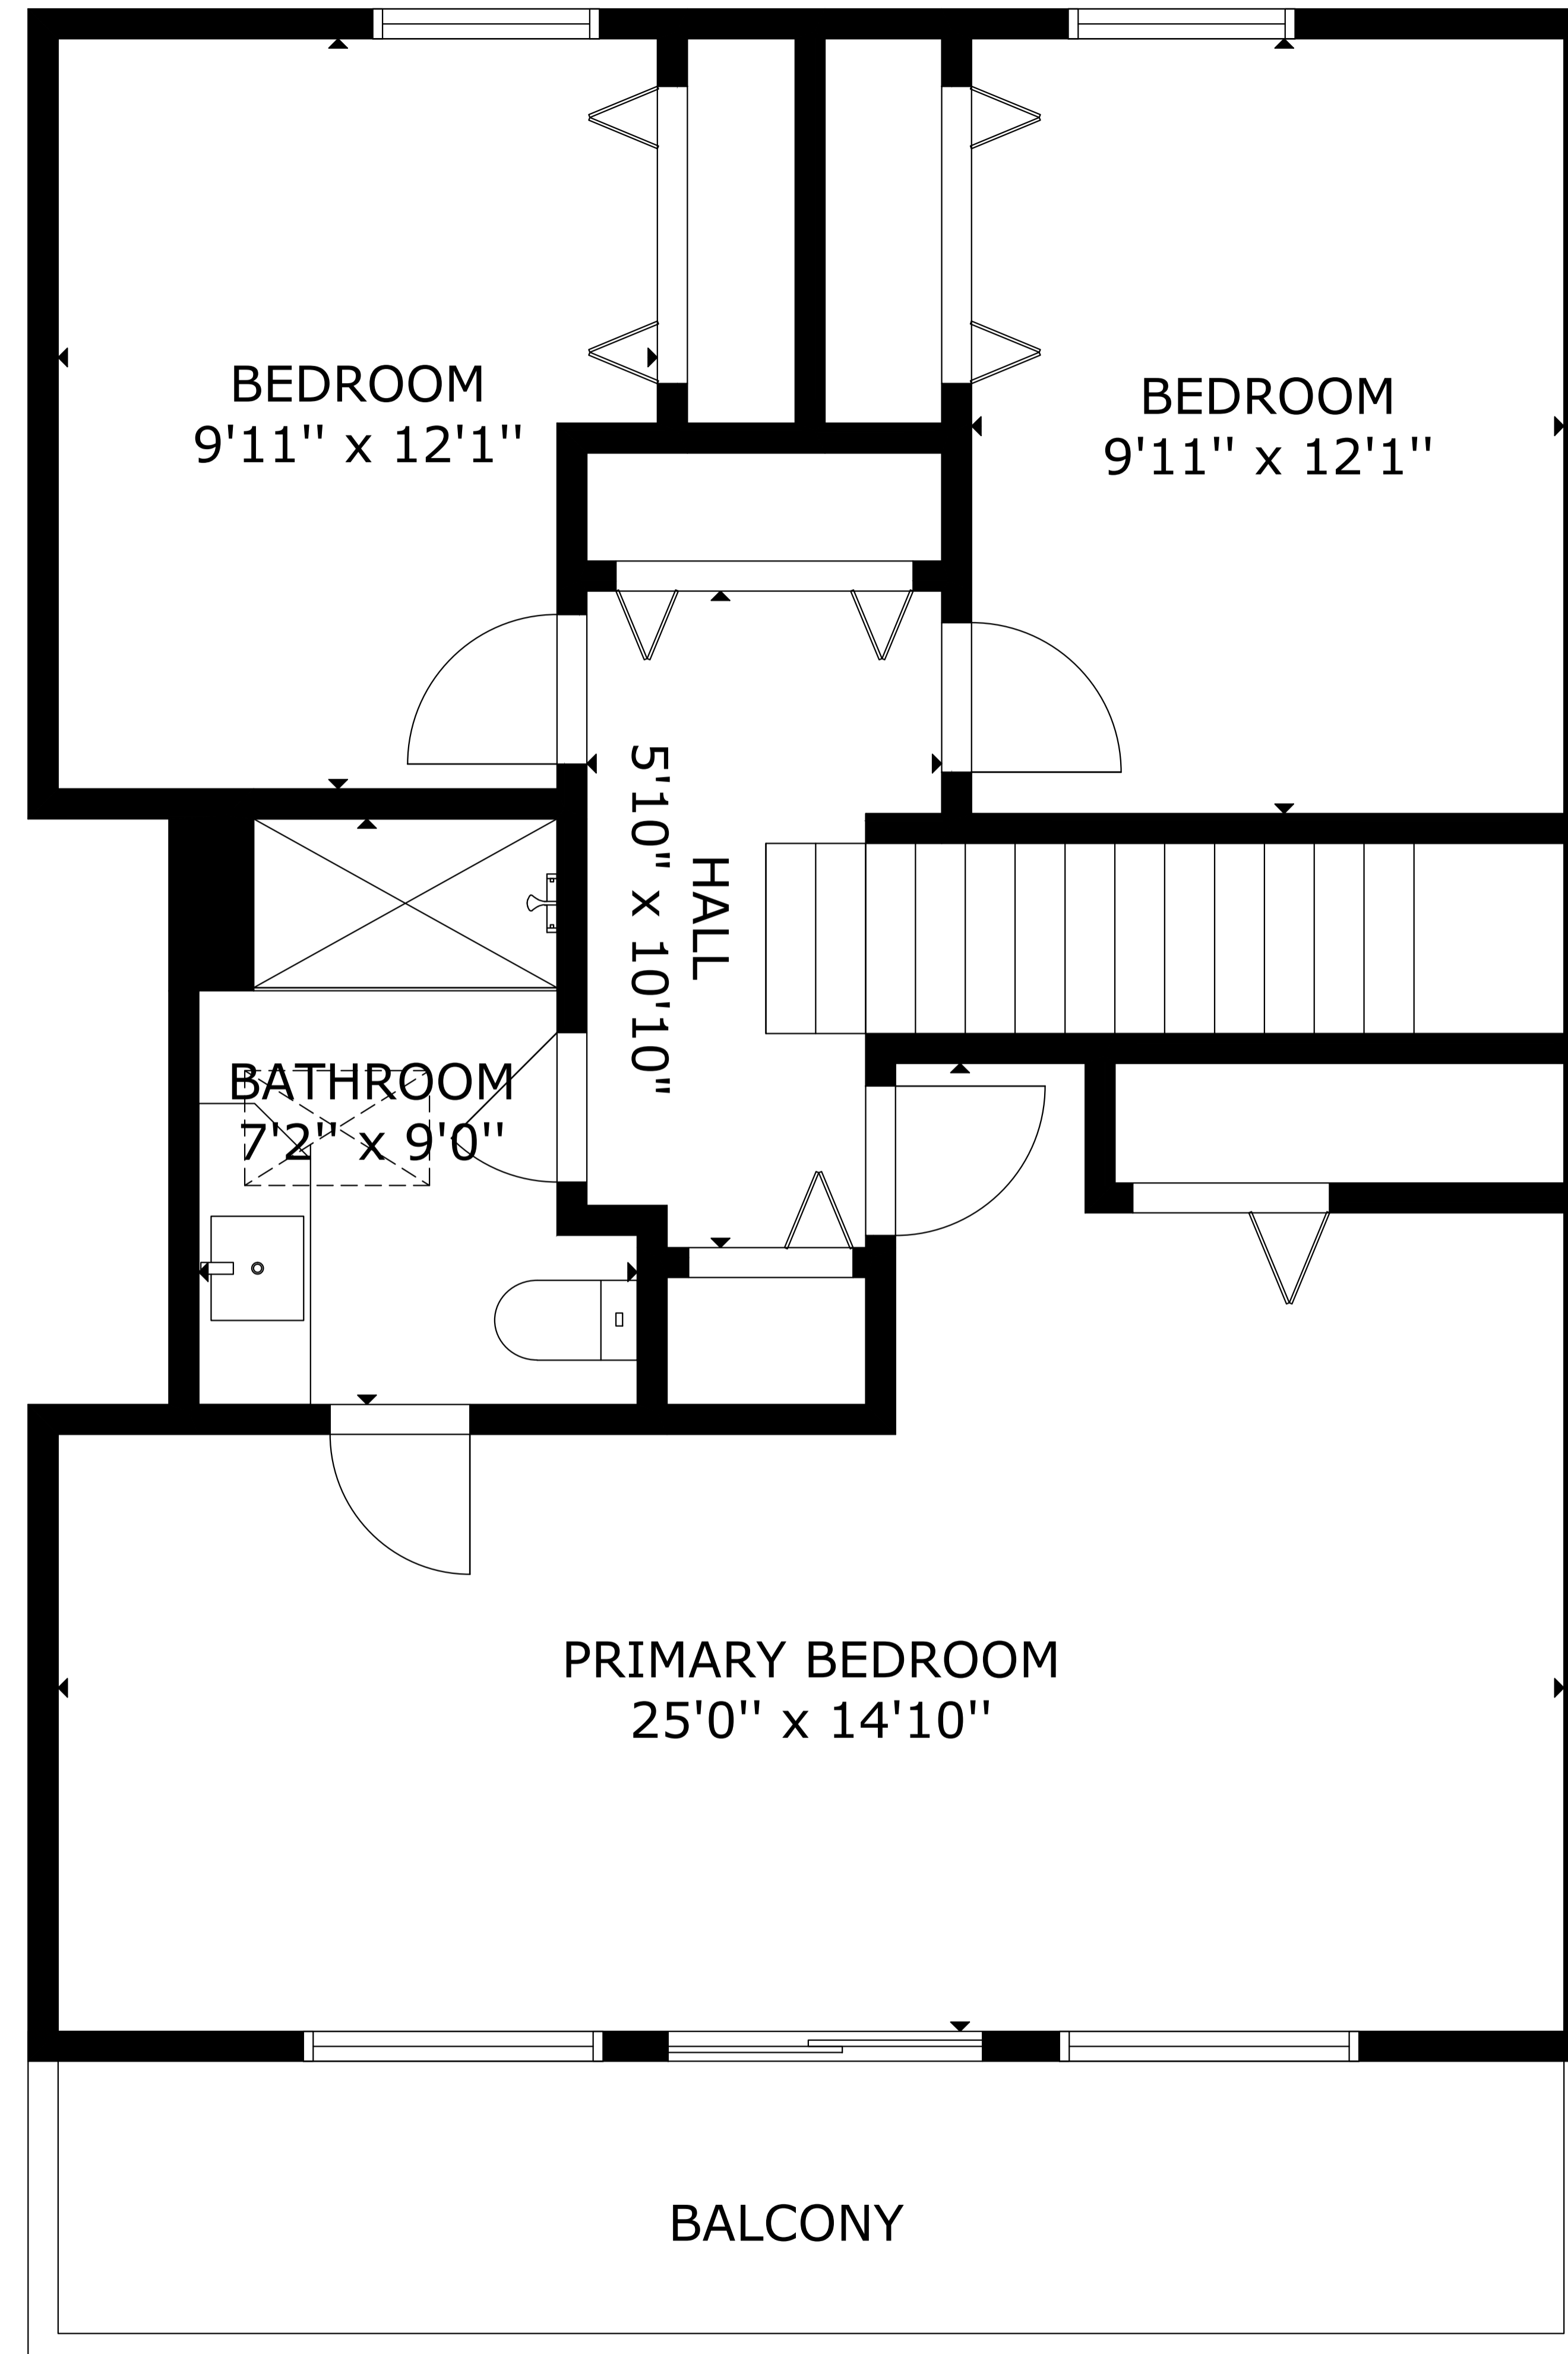 BEDROOM
9'11'' x 12'1''
BEDROOM
9'11'' x 12'1''
HALL
5'10'' x 10'10''
BATHROOM
7'2'' x 9'0''
PRIMARY BEDROOM
25'0'' x 14'10''
BALCONY